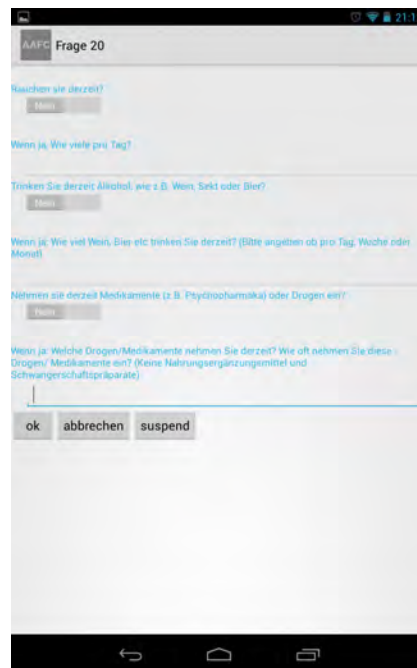 21:1
AAFC Frage 20
Rauchen sie derzeit?
Nein
Wenn ja, Wie viele pro Tag?
Trinken Sie derzeit Alkohol, wie z.B. Wein, Sekt oder Bier?
Nein
Wenn ja: Wie viel Wein, Bier etc trinken Sie derzeit? (Bitte angeben ob pro Tag, Woche oder
Monat)
Nehmen sie derzeit Medikamente (z.B. Psychopharmaka) oder Drogen ein?
Nein
Wenn ja: Welche Drogen/Medikamente nehmen Sie derzeit? Wie oft nehmen Sie diese
Drogen/ Medikamente ein? (Keine Nahrungsergänzungemittel und
Schwangerschaftspräparate)
ok abbrechen suspend